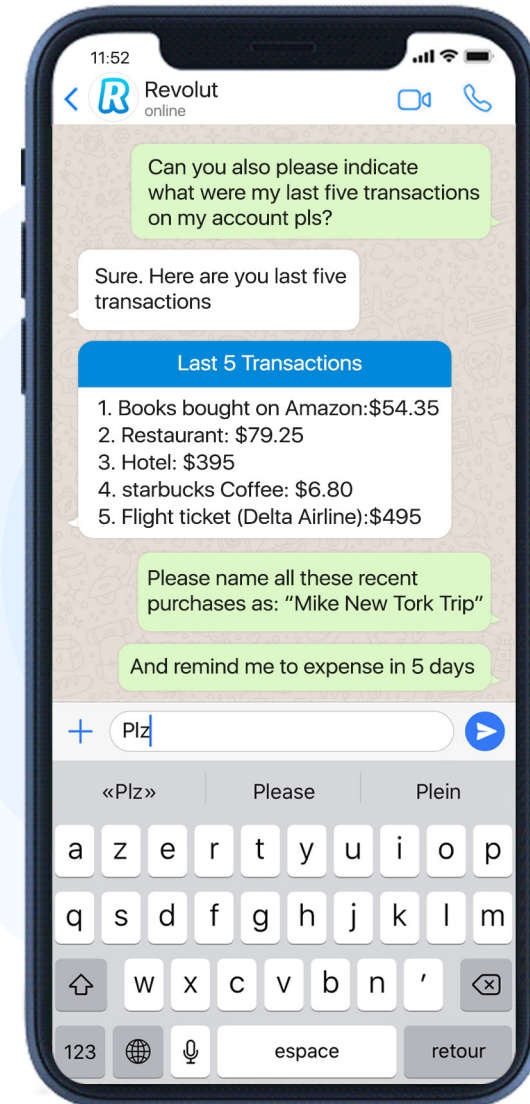 11:52
Revolut
online
Can you also please indicate
what were my last five transactions
on my account pls?
Sure. Here are you last five
transactions
Last 5 Transactions
1. Books bought on Amazon:$54.35
2. Restaurant: $79.25
3. Hotel: $395
4. starbucks Coffee: $6.80
5. Flight ticket (Delta Airline):$495
Please name all these recent
purchases as: “Mike New Tork Trip”
And remind me to expense in 5 days
Plz
«Plz» Please Plein
a z e r t y u i o p
q s d f g h j k l m
w x c v b n ’
123 espace retour